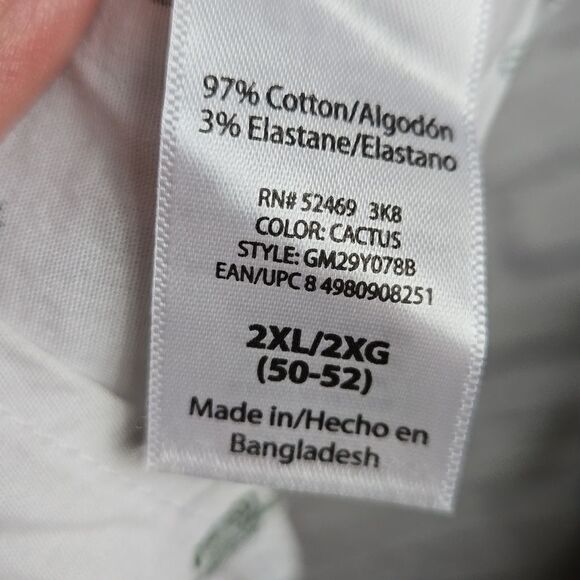 97% Cotton/Algodón
3% Elastane/Elastano
RN# 52469 3K8
COLOR: CACTUS
STYLE: GM29Y078B
EAN/UPC 8 4980908251
2XL/2XG
(50-52)
Made in/Hecho en
Bangladesh